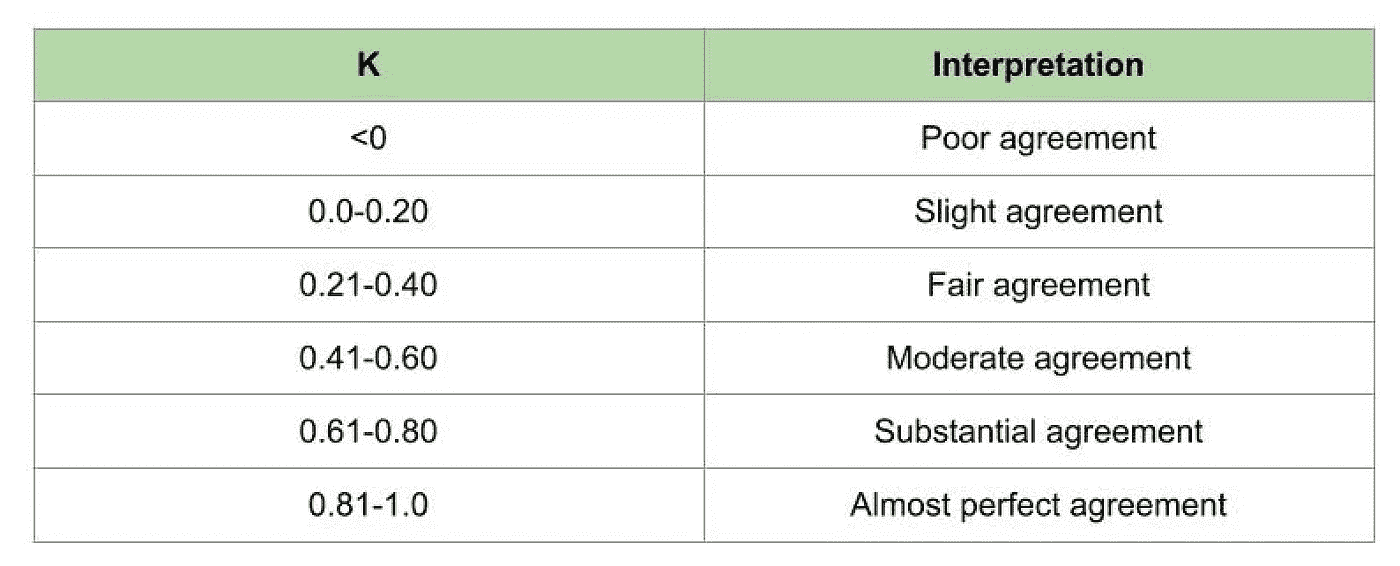 K Interpretation
<0 Poor agreement
0.0-0.20 Slight agreement
0.21-0.40 Fair agreement
0.41-0.60 Moderate agreement
0.61-0.80 Substantial agreement
0.81-1.0 Almost perfect agreement